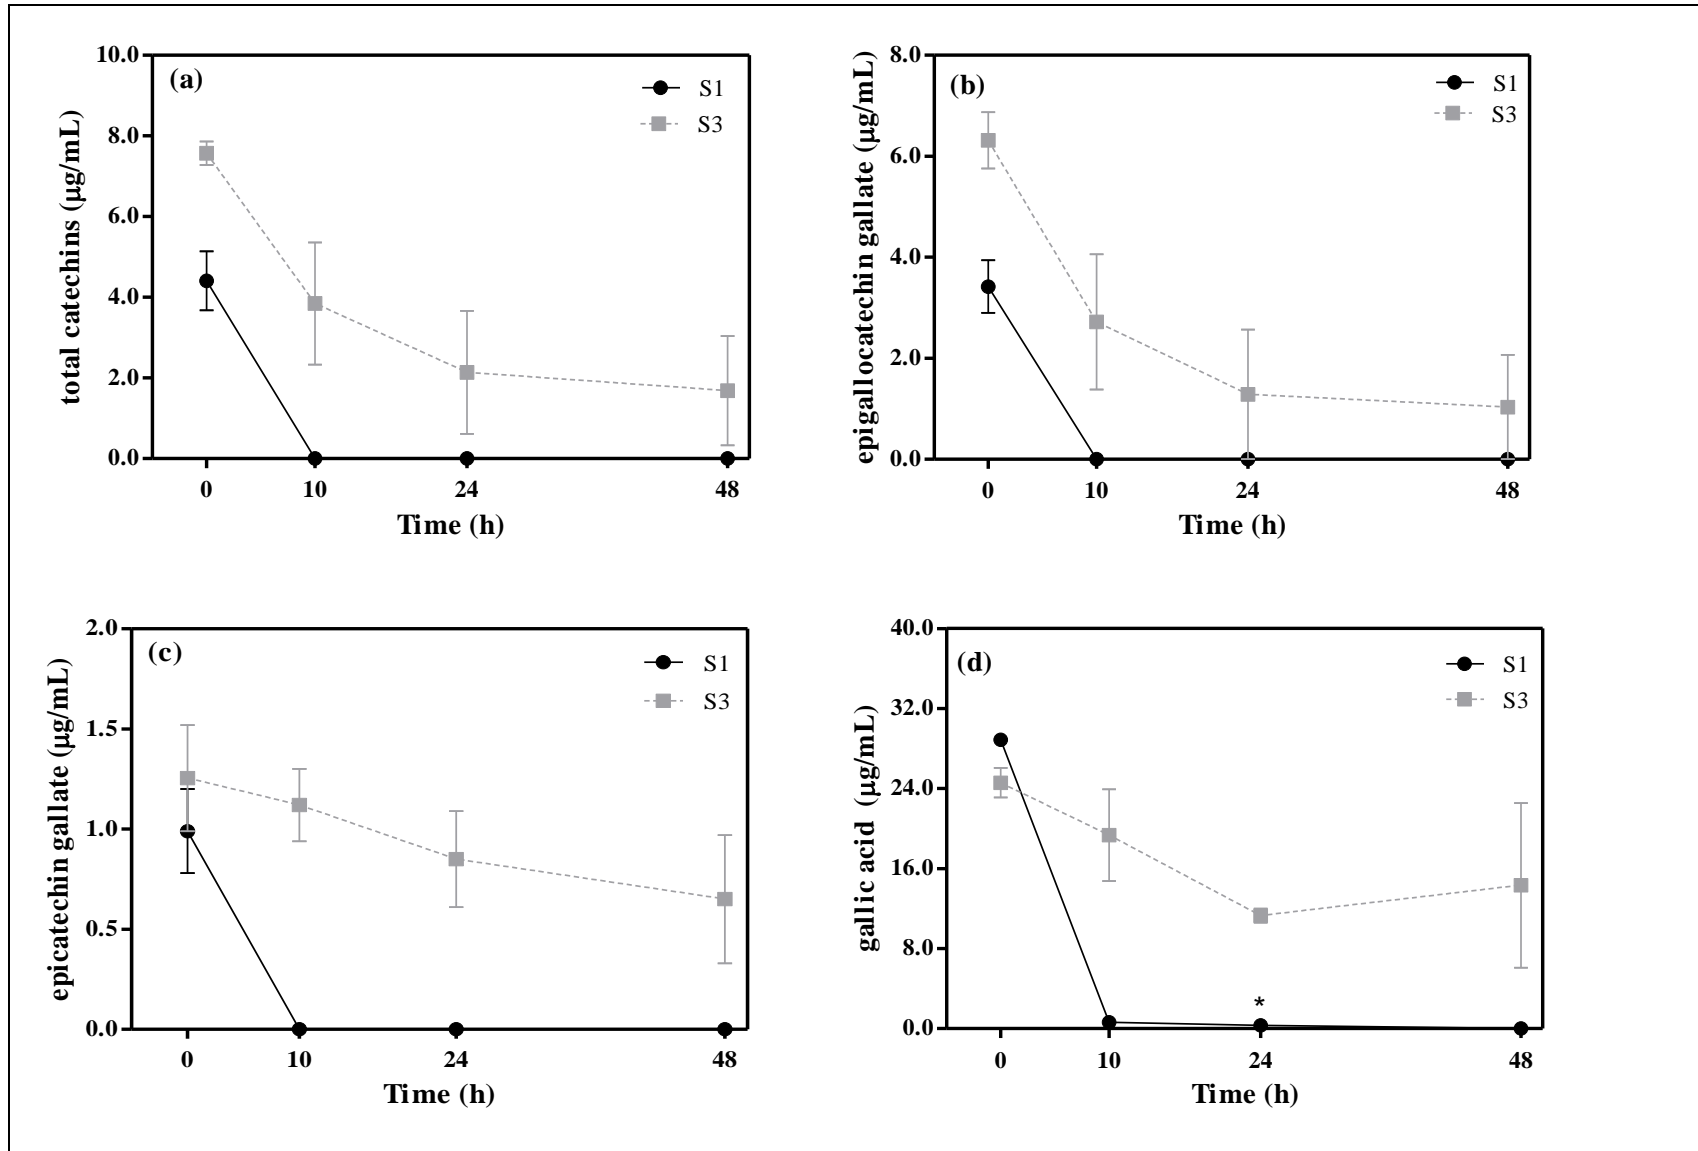 (a)
S1
S3
total catechins (µg/mL)
10.0
8.0
6.0
4.0
2.0
0.0
0 10 24 48
Time (h)
(b)
S1
S3
epigallocatechin gallate (µg/mL)
8.0
6.0
4.0
2.0
0.0
0 10 24 48
Time (h)
(c)
S1
S3
epicatechin gallate (µg/mL)
2.0
1.5
1.0
0.5
0.0
0 10 24 48
Time (h)
(d)
S1
S3
gallic acid (µg/mL)
40.0
32.0
24.0
16.0
8.0
0.0
*
0 10 24 48
Time (h)